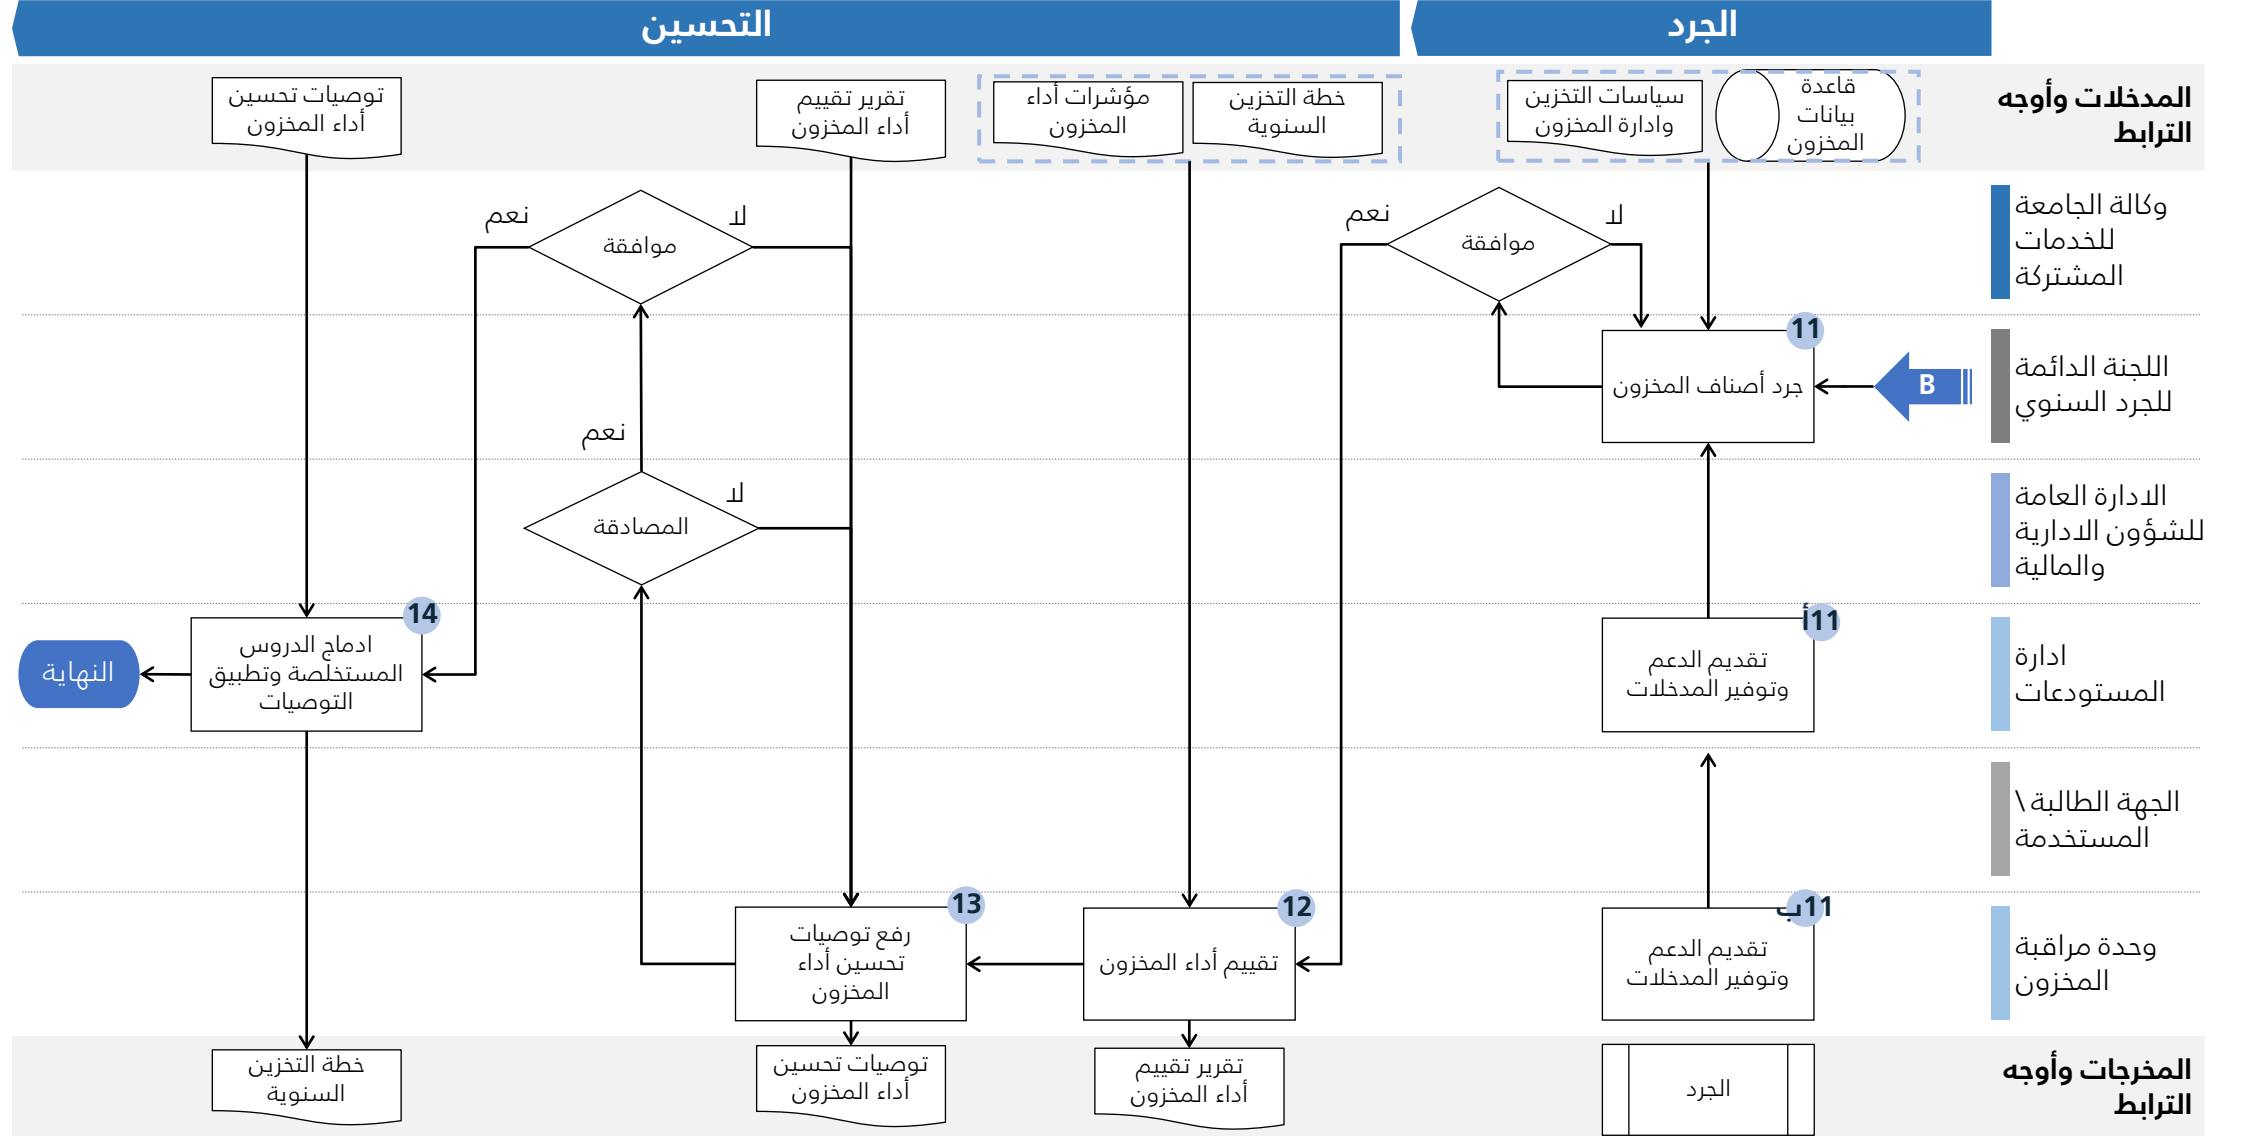 الجرد
التحسين
المدخلات وأوجه
الترابط
قاعدة
بيانات
المخزون
سياسات التخزين
وادارة المخزون
خطة التخزين
السنوية
مؤشرات أداء
المخزون
تقرير تقييم
أداء المخزون
توصيات تحسين
أداء المخزون
وكالة الجامعة
للخدمات
المشتركة
لا
موافقة
نعم
لا
موافقة
نعم
اللجنة الدائمة
للجرد السنوي
B
11
جرد أصناف المخزون
نعم
الادارة العامة
للشؤون الادارية
والمالية
لا
المصادقة
ادارة
المستودعات
11أ
تقديم الدعم
وتوفير المدخلات
14
ادماج الدروس
المستخلصة وتطبيق
التوصيات
النهاية
الجهة الطالبة \
المستخدمة
وحدة مراقبة
المخزون
11ب
تقديم الدعم
وتوفير المدخلات
12
تقييم أداء المخزون
13
رفع توصيات
تحسين أداء
المخزون
المخرجات وأوجه
الترابط
الجرد
تقرير تقييم
أداء المخزون
توصيات تحسين
أداء المخزون
خطة التخزين
السنوية